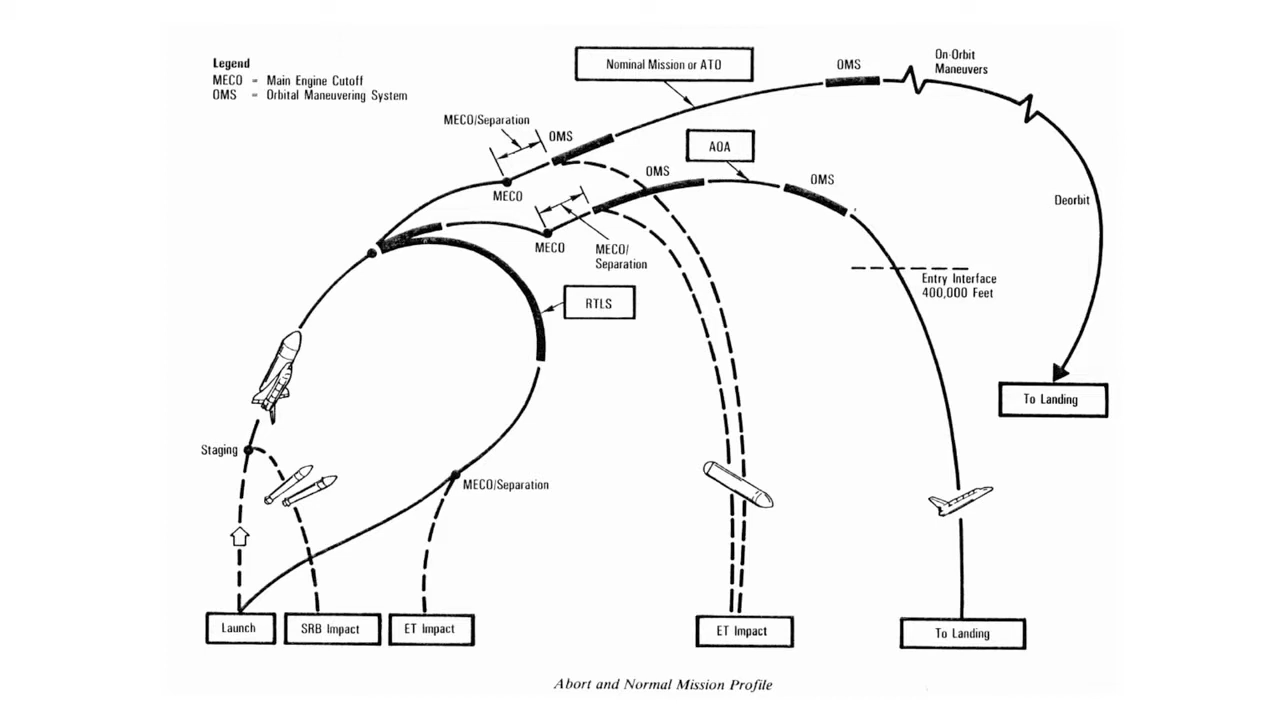 Legend
MECO = Main Engine Cutoff
OMS = Orbital Maneuvering System
Nominal Mission or ATO
OMS
On-Orbit
Maneuvers
MECO/Separation
OMS
AOA
MECO
OMS
OMS
Deorbit
MECO
MECO/
Separation
Entry Interface
400,000 Feet
RTLS
To Landing
Staging
MECO/Separation
Launch
SRB Impact
ET Impact
ET Impact
To Landing
Abort and Normal Mission Profile